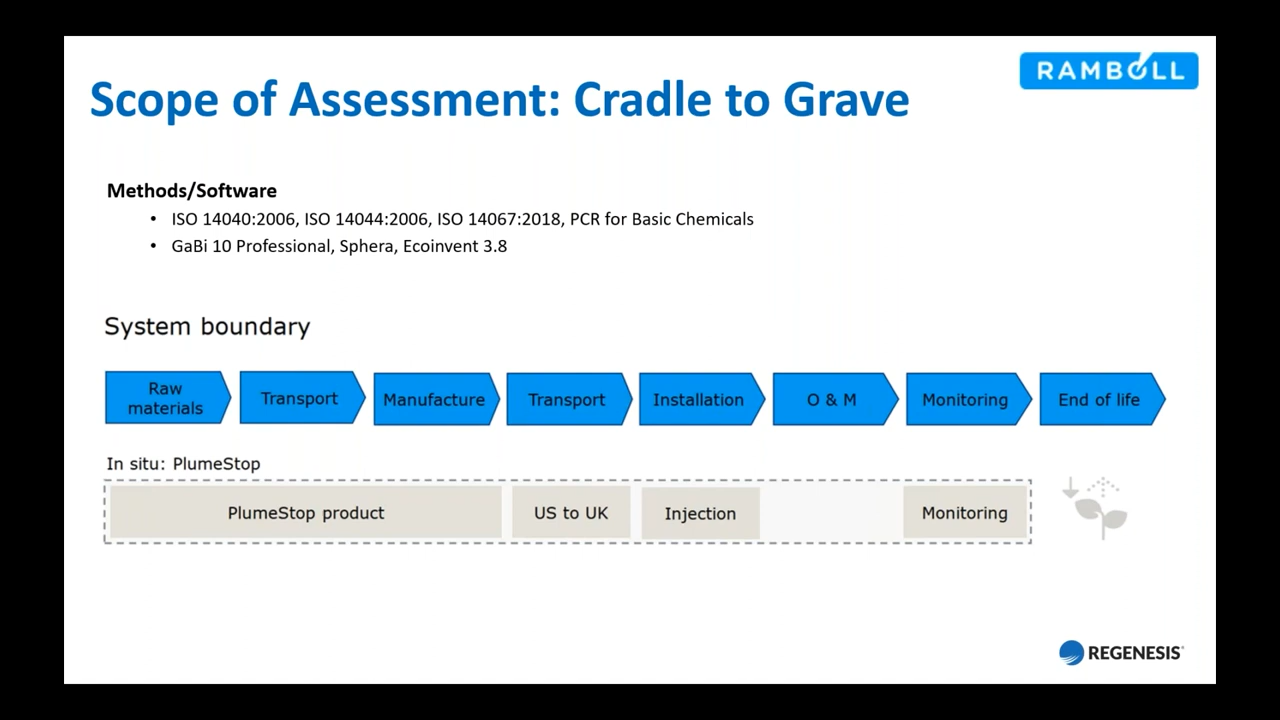 RAMBOLL
Scope of Assessment: Cradle to Grave
Methods/Software
• ISO 14040:2006, ISO 14044:2006, ISO 14067:2018, PCR for Basic Chemicals
• GaBi 10 Professional, Sphera, Ecoinvent 3.8
System boundary
Raw
materials
Transport
Manufacture
Transport
Installation
O & M
Monitoring
End of life
In situ: PlumeStop
PlumeStop product
US to UK
Injection
Monitoring
REGENESIS